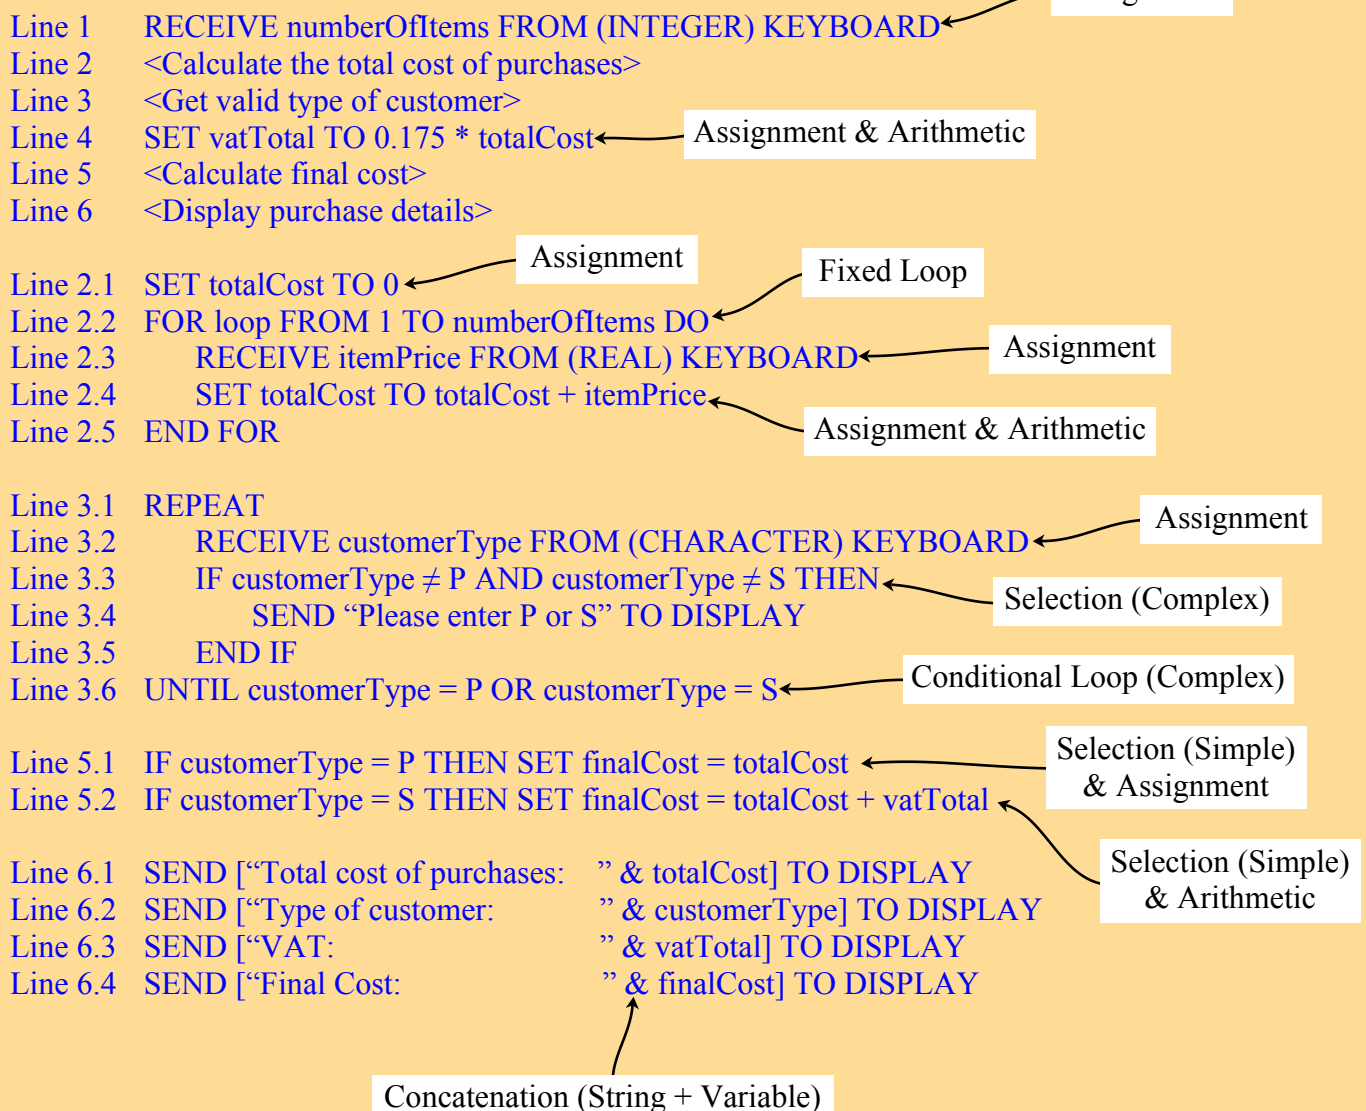 Line 1 RECEIVE numberOfItems FROM (INTEGER) KEYBOARD
Line 2 <Calculate the total cost of purchases>
Line 3 <Get valid type of customer>
Line 4 SET vatTotal TO 0.175 * totalCost
Assignment & Arithmetic
Line 5 <Calculate final cost>
Line 6 <Display purchase details>
Assignment
Fixed Loop
Line 2.1 SET totalCost TO 0
Line 2.2 FOR loop FROM 1 TO numberOfItems DO
Line 2.3 RECEIVE itemPrice FROM (REAL) KEYBOARD
Assignment
Line 2.4 SET totalCost TO totalCost + itemPrice
Line 2.5 END FOR
Assignment & Arithmetic
Line 3.1 REPEAT
Assignment
Line 3.2 RECEIVE customerType FROM (CHARACTER) KEYBOARD
Line 3.3 IF customerType ≠ P AND customerType ≠ S THEN
Selection (Complex)
Line 3.4 SEND “Please enter P or S” TO DISPLAY
Line 3.5 END IF
Line 3.6 UNTIL customerType = P OR customerType = S
Conditional Loop (Complex)
Line 5.1 IF customerType = P THEN SET finalCost = totalCost
Selection (Simple)
& Assignment
Line 5.2 IF customerType = S THEN SET finalCost = totalCost + vatTotal
Selection (Simple)
& Arithmetic
Line 6.1 SEND [“Total cost of purchases: ” & totalCost] TO DISPLAY
Line 6.2 SEND [“Type of customer: ” & customerType] TO DISPLAY
Line 6.3 SEND [“VAT: ” & vatTotal] TO DISPLAY
Line 6.4 SEND [“Final Cost: ” & finalCost] TO DISPLAY
Concatenation (String + Variable)